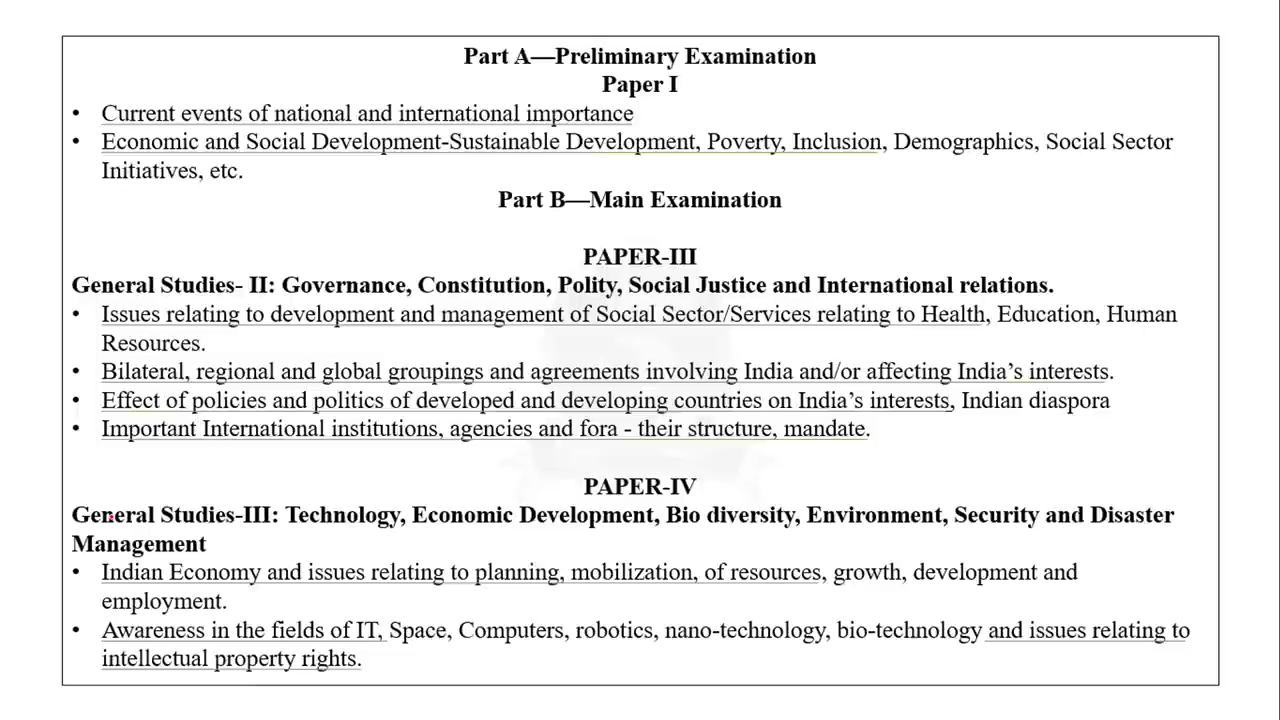 Part A—Preliminary Examination
Paper I
• Current events of national and international importance
• Economic and Social Development-Sustainable Development, Poverty, Inclusion, Demographics, Social Sector
Initiatives, etc.
Part B—Main Examination
PAPER-III
General Studies- II: Governance, Constitution, Polity, Social Justice and International relations.
• Issues relating to development and management of Social Sector/Services relating to Health, Education, Human
Resources.
• Bilateral, regional and global groupings and agreements involving India and/or affecting India’s interests.
• Effect of policies and politics of developed and developing countries on India’s interests, Indian diaspora
• Important International institutions, agencies and fora - their structure, mandate.
PAPER-IV
General Studies-III: Technology, Economic Development, Bio diversity, Environment, Security and Disaster
Management
• Indian Economy and issues relating to planning, mobilization, of resources, growth, development and
employment.
• Awareness in the fields of IT, Space, Computers, robotics, nano-technology, bio-technology and issues relating to
intellectual property rights.